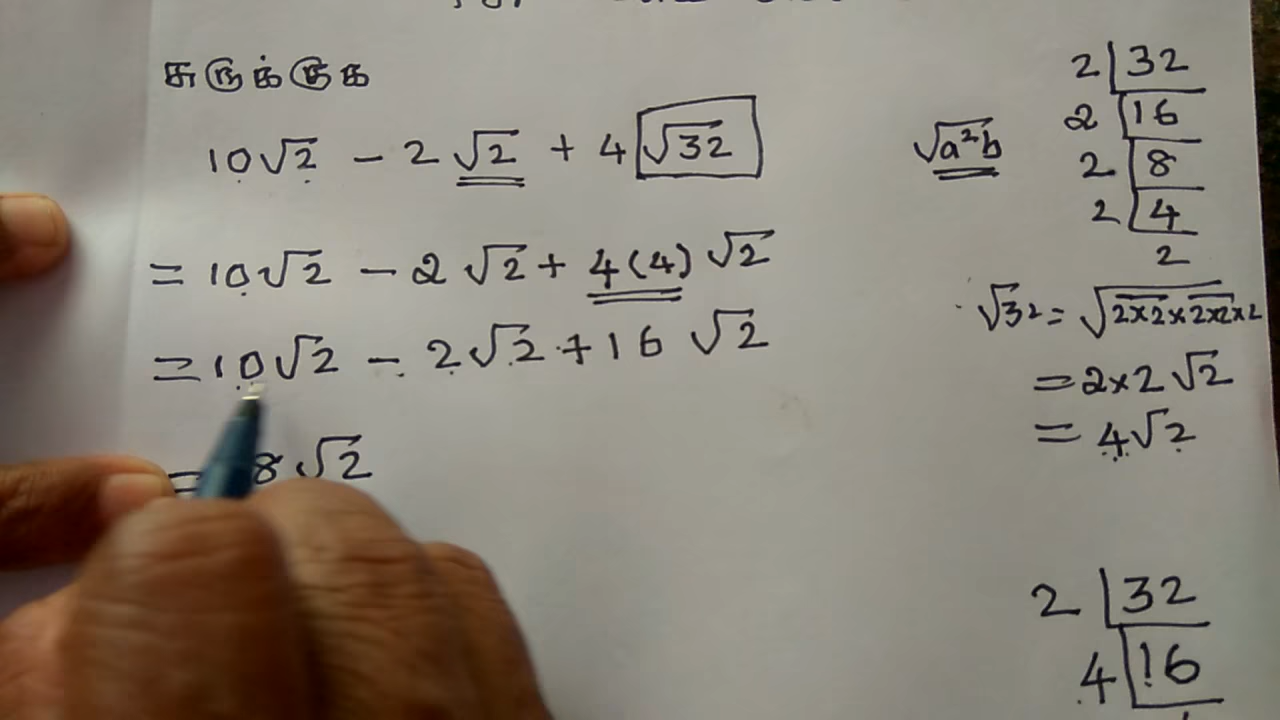 சுருக்குக
10√2 − 2√2 + 4√32
= 10√2 − 2√2 + 4(4)√2
= 10√2 − 2√2 + 16√2
= 8√2
√a²b
2 | 32
2 | 16
2 | 8
2 | 4
2
√32 = √2×2×2×2×2
= 2×2√2
= 4√2
2 | 32
4 | 16